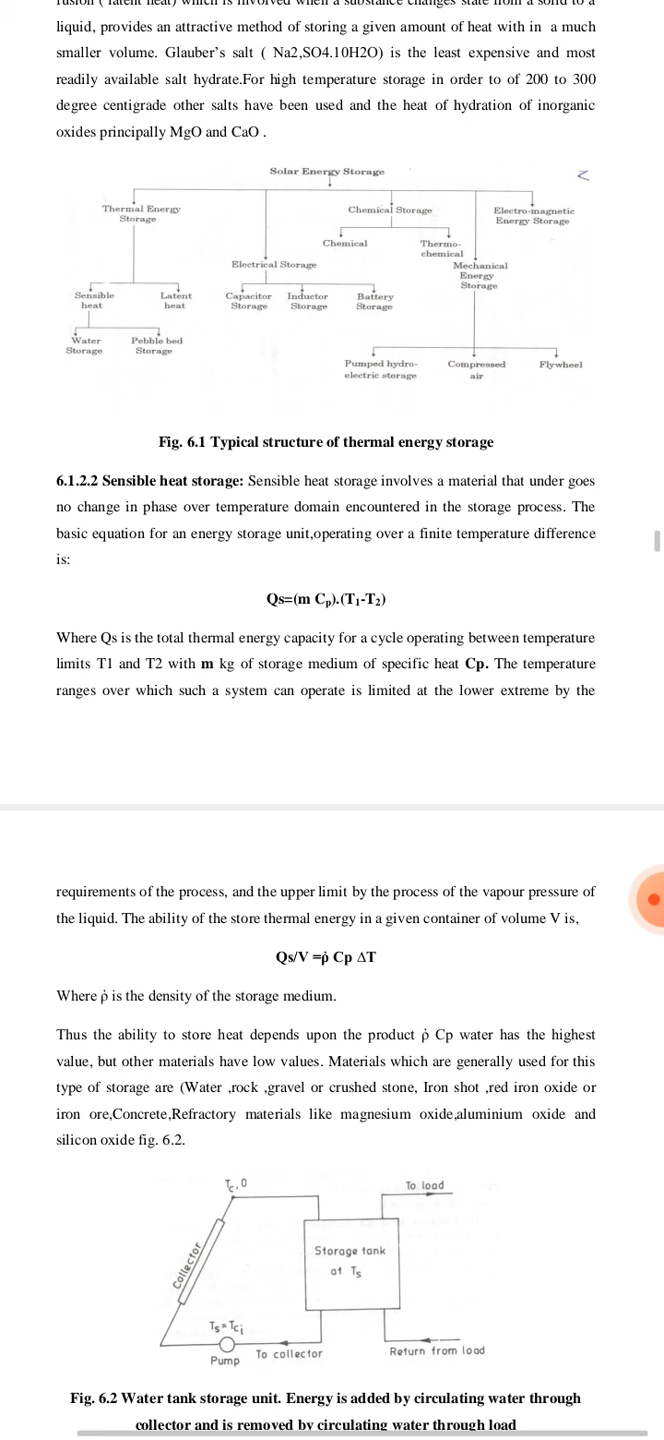 fusion ( latent heat) which is involved when a substance changes state from a solid to a
liquid, provides an attractive method of storing a given amount of heat with in a much
smaller volume. Glauber's salt ( Na2,SO4.10H2O) is the least expensive and most
readily available salt hydrate.For high temperature storage in order to of 200 to 300
degree centigrade other salts have been used and the heat of hydration of inorganic
oxides principally MgO and CaO .
Solar Energy Storage
Thermal Energy
Storage
Chemical Storage
Electro-magnetic
Energy Storage
Chemical
Thermo-
chemical
Electrical Storage
Mechanical
Energy
Storage
Sensible
heat
Latent
heat
Capacitor
Storage
Inductor
Storage
Battery
Storage
Water
Storage
Pebble bed
Storage
Pumped hydro-
electric storage
Compressed
air
Flywheel
Fig. 6.1 Typical structure of thermal energy storage
6.1.2.2 Sensible heat storage: Sensible heat storage involves a material that under goes
no change in phase over temperature domain encountered in the storage process. The
basic equation for an energy storage unit,operating over a finite temperature difference
is:
Qs=(m Cₚ).(T₁-T₂)
Where Qs is the total thermal energy capacity for a cycle operating between temperature
limits T1 and T2 with m kg of storage medium of specific heat Cp. The temperature
ranges over which such a system can operate is limited at the lower extreme by the
requirements of the process, and the upper limit by the process of the vapour pressure of
the liquid. The ability of the store thermal energy in a given container of volume V is,
Qs/V =ρ̇ Cp ΔT
Where ρ̇ is the density of the storage medium.
Thus the ability to store heat depends upon the product ρ̇ Cp water has the highest
value, but other materials have low values. Materials which are generally used for this
type of storage are (Water ,rock ,gravel or crushed stone, Iron shot ,red iron oxide or
iron ore,Concrete,Refractory materials like magnesium oxide,aluminium oxide and
silicon oxide fig. 6.2.
Tc,0
To load
Collector
Storage tank
at Ts
Ts = Tci
Pump
To collector
Return from load
Fig. 6.2 Water tank storage unit. Energy is added by circulating water through
collector and is removed by circulating water through load